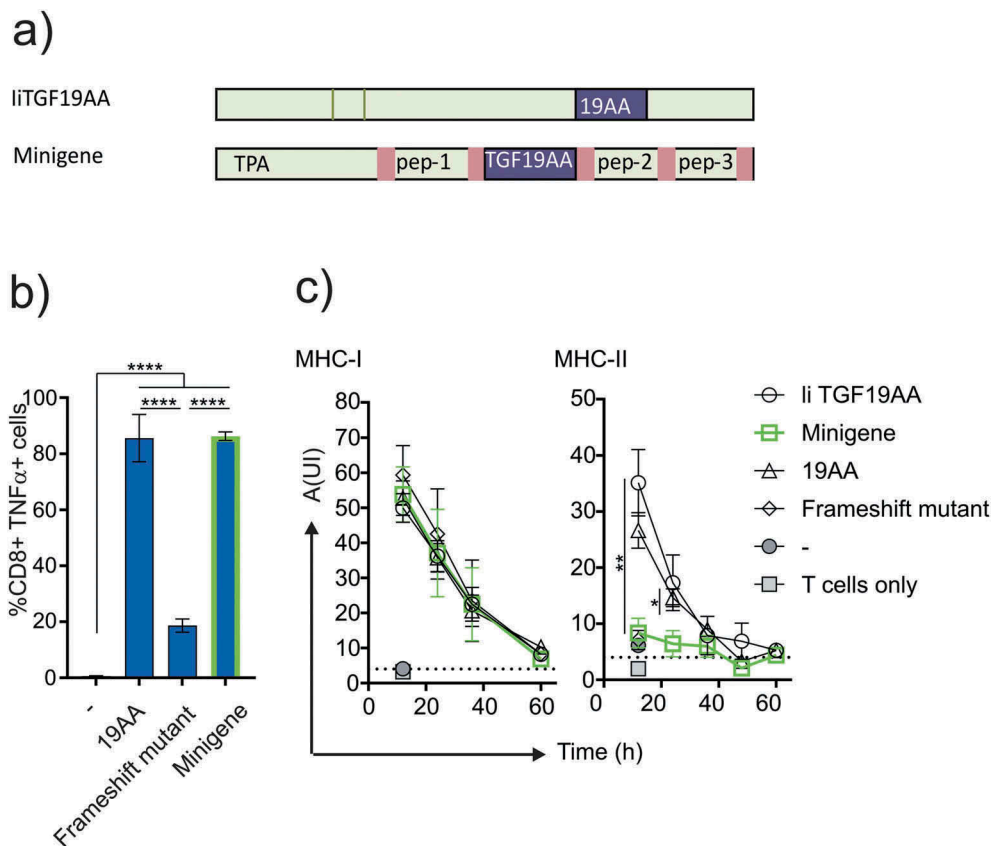 a)
IiTGF19AA
19AA
Minigene
TPA
pep-1
TGF19AA
pep-2
pep-3
b)
****
**** ****
%CD8+ TNFα+ cells
100
80
60
40
20
0
-
19AA
Frameshift mutant
Minigene
c)
MHC-I
A(UI)
80
70
60
50
40
30
20
10
0
0 20 40 60
MHC-II
50
40
30
20
10
0
**
*
0 20 40 60
Time (h)
Ii TGF19AA
Minigene
19AA
Frameshift mutant
-
T cells only